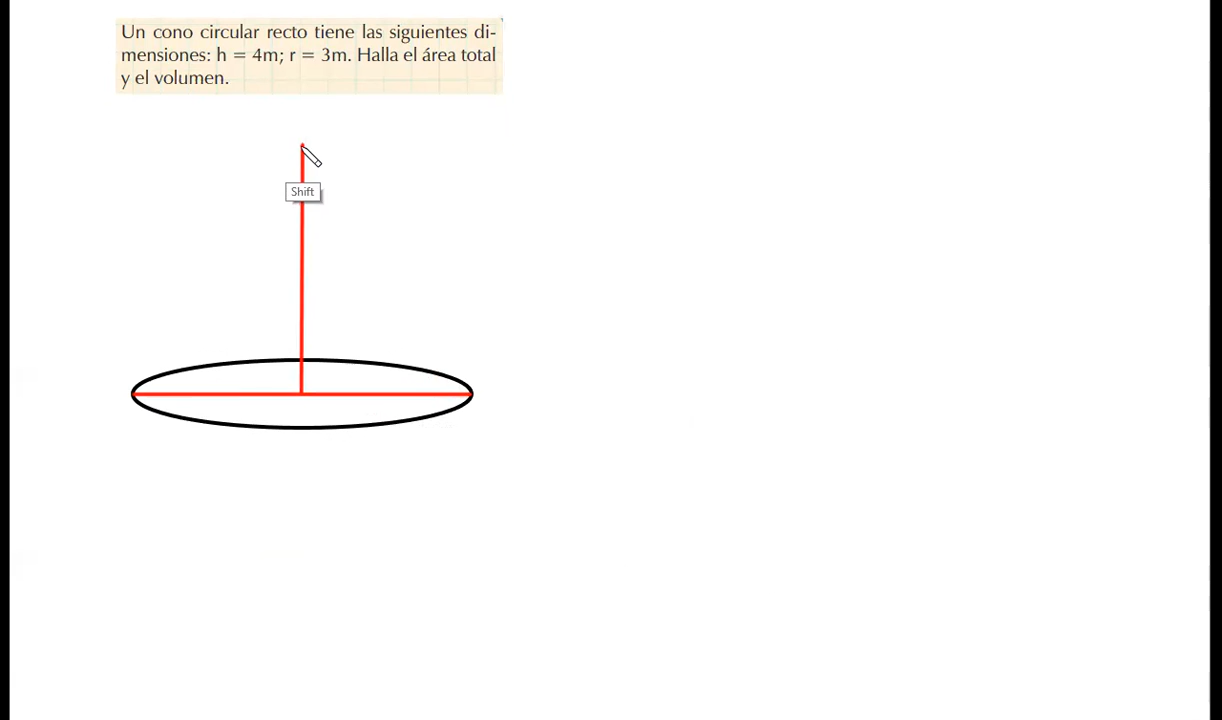 Un cono circular recto tiene las siguientes di-
mensiones: h = 4m; r = 3m. Halla el área total
y el volumen.
Shift